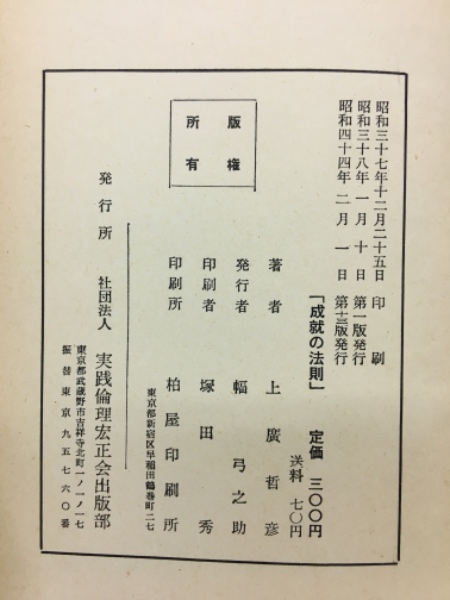 昭和三十七年十二月二十五日 印刷
昭和三十八年一月十日 第一版発行
昭和四十四年二月一日 第十三版発行
「成就の法則」 定価 三〇〇円
送料 七〇円
著者 上廣哲彦
発行者 幅弓之助
印刷者 塚田秀
印刷所 柏屋印刷所
東京都新宿区早稲田鶴巻町二七
版権所有
発行所 社団法人 実践倫理宏正会出版部
東京都武蔵野市吉祥寺北町一ノ一ノ一七
振替東京九五七六〇番